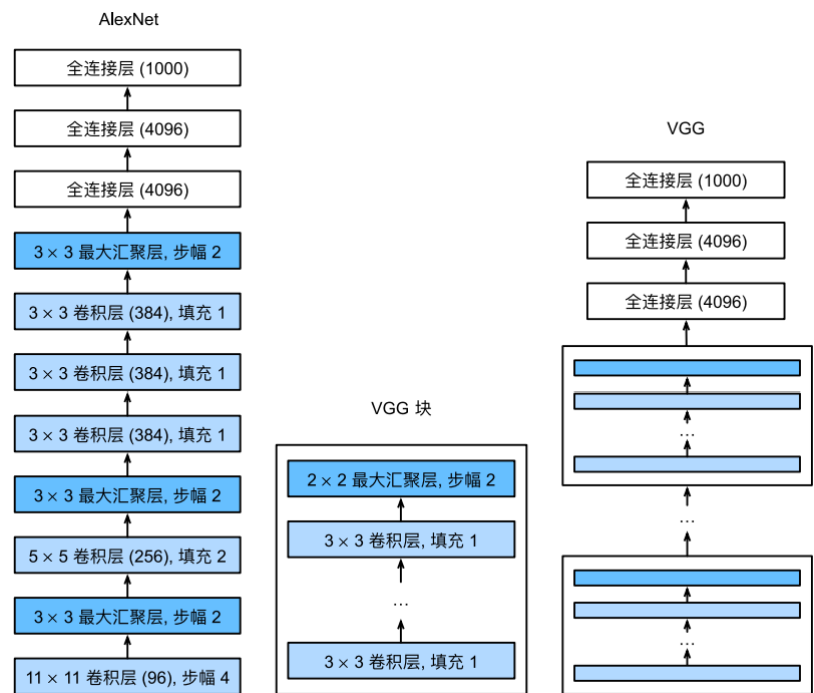 AlexNet
全连接层 (1000)
全连接层 (4096)
全连接层 (4096)
3 × 3 最大汇聚层, 步幅 2
3 × 3 卷积层 (384), 填充 1
3 × 3 卷积层 (384), 填充 1
3 × 3 卷积层 (384), 填充 1
3 × 3 最大汇聚层, 步幅 2
5 × 5 卷积层 (256), 填充 2
3 × 3 最大汇聚层, 步幅 2
11 × 11 卷积层 (96), 步幅 4
VGG 块
2 × 2 最大汇聚层, 步幅 2
3 × 3 卷积层, 填充 1
...
3 × 3 卷积层, 填充 1
VGG
全连接层 (1000)
全连接层 (4096)
全连接层 (4096)
...
...
...